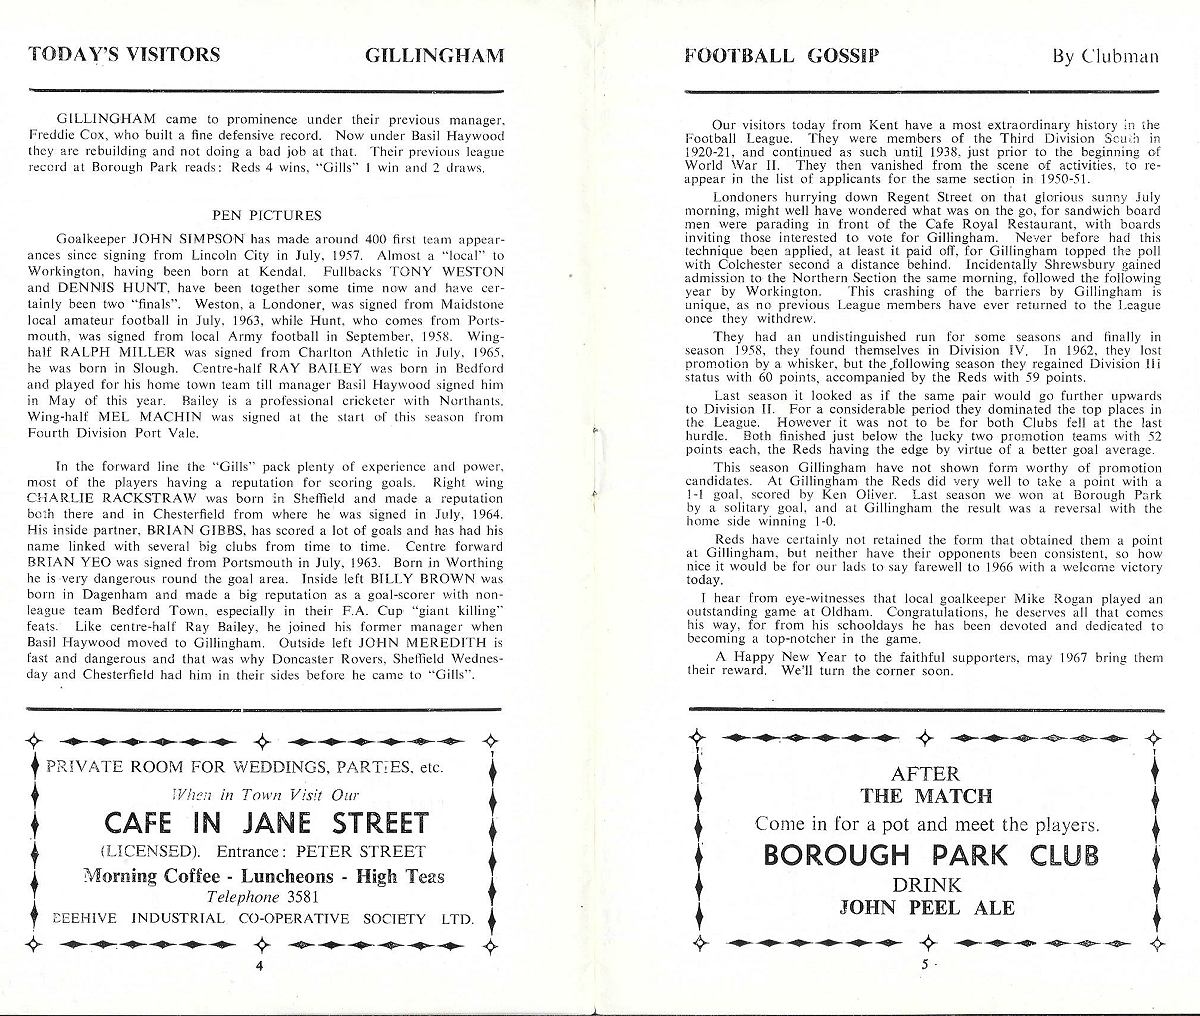 TODAY'S VISITORS GILLINGHAM
GILLINGHAM came to prominence under their previous manager,
Freddie Cox, who built a fine defensive record. Now under Basil Haywood
they are rebuilding and not doing a bad job at that. Their previous league
record at Borough Park reads: Reds 4 wins, "Gills" 1 win and 2 draws.
PEN PICTURES
Goalkeeper JOHN SIMPSON has made around 400 first team appear-
ances since signing from Lincoln City in July, 1957. Almost a "local" to
Workington, having been born at Kendal. Fullbacks TONY WESTON
and DENNIS HUNT, have been together some time now and have cer-
tainly been two "finals". Weston, a Londoner, was signed from Maidstone
local amateur football in July, 1963, while Hunt, who comes from Ports-
mouth, was signed from local Army football in September, 1958. Wing-
half RALPH MILLER was signed from Charlton Athletic in July, 1965,
he was born in Slough. Centre-half RAY BAILEY was born in Bedford
and played for his home town team till manager Basil Haywood signed him
in May of this year. Bailey is a professional cricketer with Northants.
Wing-half MEL MACHIN was signed at the start of this season from
Fourth Division Port Vale.
In the forward line the "Gills" pack plenty of experience and power,
most of the players having a reputation for scoring goals. Right wing
CHARLIE RACKSTRAW was born in Sheffield and made a reputation
both there and in Chesterfield from where he was signed in July, 1964.
His inside partner, BRIAN GIBBS, has scored a lot of goals and has had his
name linked with several big clubs from time to time. Centre forward
BRIAN YEO was signed from Portsmouth in July, 1963. Born in Worthing
he is very dangerous round the goal area. Inside left BILLY BROWN was
born in Dagenham and made a big reputation as a goal-scorer with non-
league team Bedford Town, especially in their F.A. Cup "giant killing"
feats. Like centre-half Ray Bailey, he joined his former manager when
Basil Haywood moved to Gillingham. Outside left JOHN MEREDITH is
fast and dangerous and that was why Doncaster Rovers, Sheffield Wednes-
day and Chesterfield had him in their sides before he came to "Gills".
PRIVATE ROOM FOR WEDDINGS, PARTIES, etc.
When in Town Visit Our
CAFE IN JANE STREET
(LICENSED). Entrance: PETER STREET
Morning Coffee - Luncheons - High Teas
Telephone 3581
BEEHIVE INDUSTRIAL CO-OPERATIVE SOCIETY LTD.
4
FOOTBALL GOSSIP By Clubman
Our visitors today from Kent have a most extraordinary history in the
Football League. They were members of the Third Division South in
1920-21, and continued as such until 1938, just prior to the beginning of
World War II. They then vanished from the scene of activities, to re-
appear in the list of applicants for the same section in 1950-51.
Londoners hurrying down Regent Street on that glorious sunny July
morning, might well have wondered what was on the go, for sandwich board
men were parading in front of the Cafe Royal Restaurant, with boards
inviting those interested to vote for Gillingham. Never before had this
technique been applied, at least it paid off, for Gillingham topped the poll
with Colchester second a distance behind. Incidentally Shrewsbury gained
admission to the Northern Section the same morning, followed the following
year by Workington. This crashing of the barriers by Gillingham is
unique, as no previous League members have ever returned to the League
once they withdrew.
They had an undistinguished run for some seasons and finally in
season 1958, they found themselves in Division IV. In 1962, they lost
promotion by a whisker, but the following season they regained Division III
status with 60 points, accompanied by the Reds with 59 points.
Last season it looked as if the same pair would go further upwards
to Division II. For a considerable period they dominated the top places in
the League. However it was not to be for both Clubs fell at the last
hurdle. Both finished just below the lucky two promotion teams with 52
points each, the Reds having the edge by virtue of a better goal average.
This season Gillingham have not shown form worthy of promotion
candidates. At Gillingham the Reds did very well to take a point with a
1-1 goal, scored by Ken Oliver. Last season we won at Borough Park
by a solitary goal, and at Gillingham the result was a reversal with the
home side winning 1-0.
Reds have certainly not retained the form that obtained them a point
at Gillingham, but neither have their opponents been consistent, so how
nice it would be for our lads to say farewell to 1966 with a welcome victory
today.
I hear from eye-witnesses that local goalkeeper Mike Rogan played an
outstanding game at Oldham. Congratulations, he deserves all that comes
his way, for from his schooldays he has been devoted and dedicated to
becoming a top-notcher in the game.
A Happy New Year to the faithful supporters, may 1967 bring them
their reward. We'll turn the corner soon.
AFTER
THE MATCH
Come in for a pot and meet the players.
BOROUGH PARK CLUB
DRINK
JOHN PEEL ALE
5